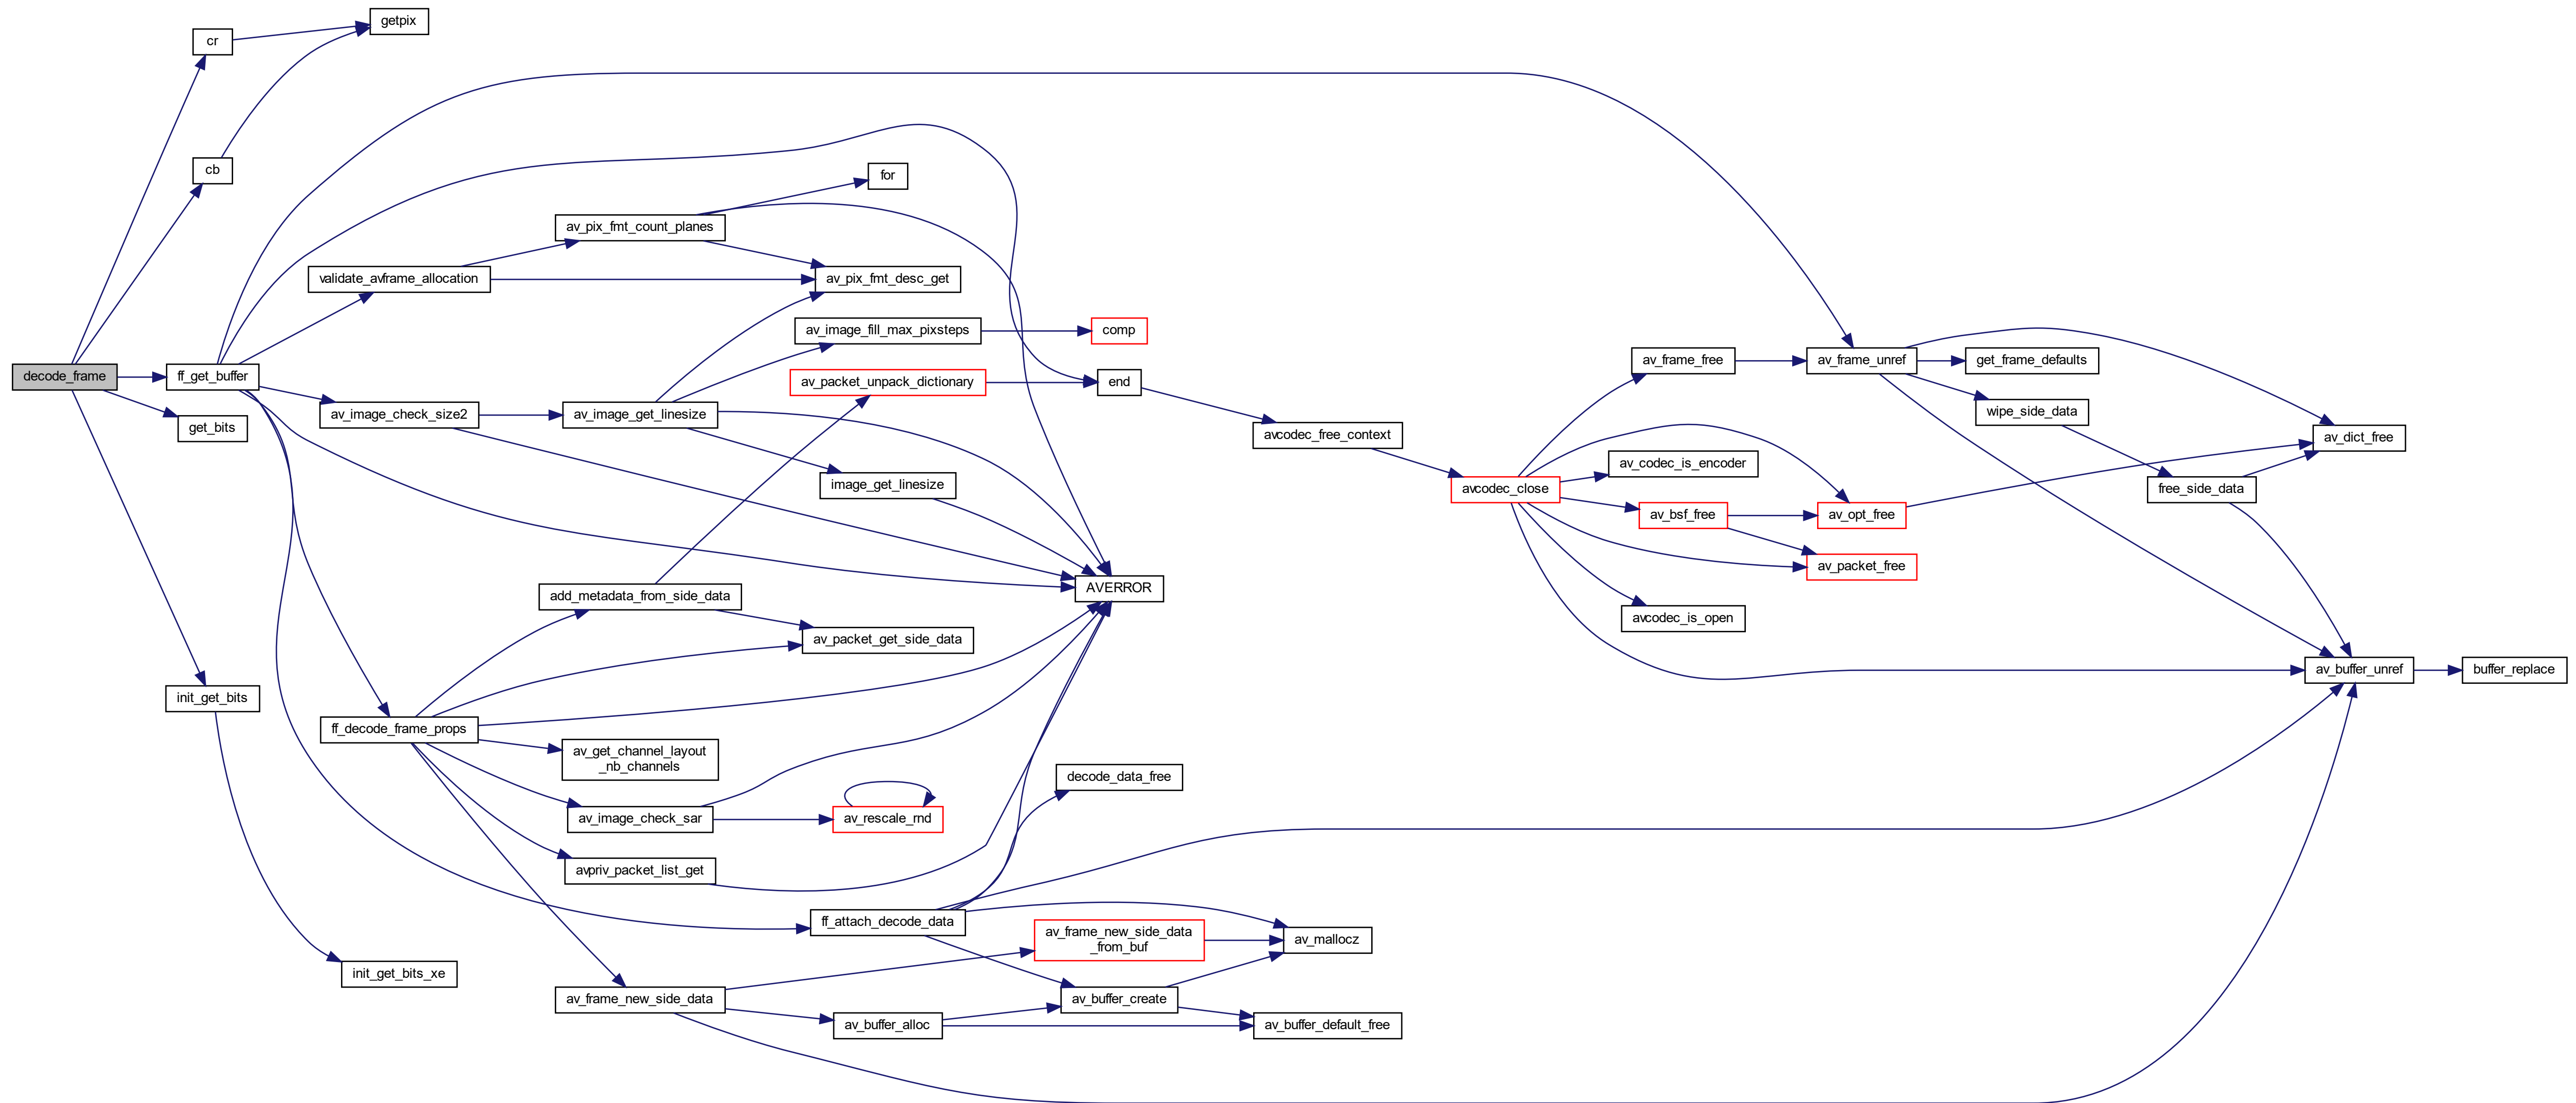 getpix
cr
cb
for
av_pix_fmt_count_planes
validate_avframe_allocation
av_pix_fmt_desc_get
av_image_fill_max_pixsteps
comp
av_frame_free
av_frame_unref
get_frame_defaults
decode_frame
ff_get_buffer
av_packet_unpack_dictionary
end
av_image_check_size2
av_image_get_linesize
wipe_side_data
get_bits
avcodec_free_context
av_dict_free
av_codec_is_encoder
image_get_linesize
avcodec_close
free_side_data
av_bsf_free
av_opt_free
av_packet_free
AVERROR
add_metadata_from_side_data
avcodec_is_open
av_packet_get_side_data
av_buffer_unref
buffer_replace
init_get_bits
ff_decode_frame_props
av_get_channel_layout
_nb_channels
decode_data_free
av_image_check_sar
av_rescale_rnd
avpriv_packet_list_get
ff_attach_decode_data
av_frame_new_side_data
_from_buf
av_mallocz
init_get_bits_xe
av_frame_new_side_data
av_buffer_create
av_buffer_alloc
av_buffer_default_free